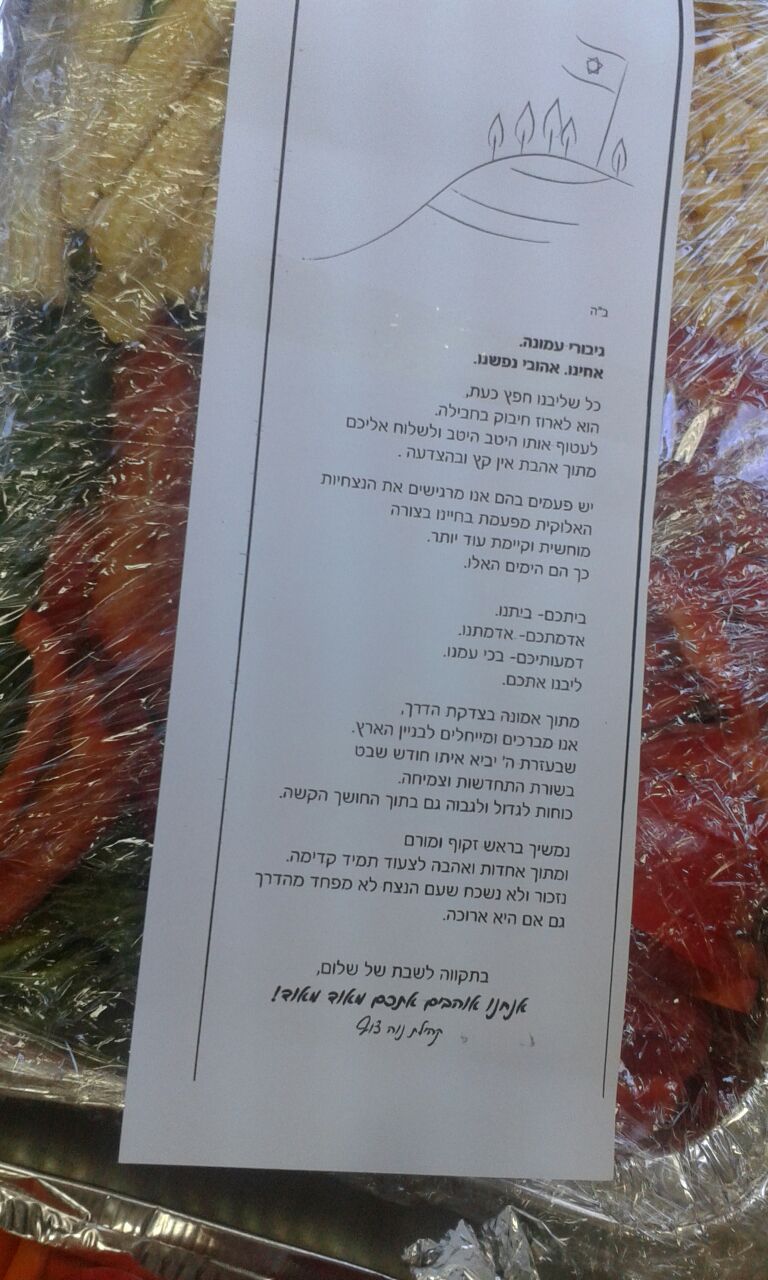 ב"ה
גיבורי עמונה.
אחינו. אהובי נפשנו.
כל שליבנו חפץ כעת,
הוא לארוז חיבוק בחבילה.
לעטוף אותו היטב היטב ולשלוח אליכם
מתוך אהבת אין קץ ובהצדעה .
יש פעמים בהם אנו מרגישים את הנצחיות
האלוקית מפעמת בחיינו בצורה
מוחשית וקיימת עוד יותר.
כך הם הימים האלו.
ביתכם- ביתנו.
אדמתכם- אדמתנו.
דמעותיכם- בכי עמנו.
ליבנו אתכם.
מתוך אמונה בצדקת הדרך,
אנו מברכים ומייחלים לבניין הארץ.
שבעזרת ה' יביא איתו חודש שבט
בשורת התחדשות וצמיחה.
כוחות לגדול ולגבוה גם בתוך החושך הקשה.
נמשיך בראש זקוף ומורם
ומתוך אחדות ואהבה לצעוד תמיד קדימה.
נזכור ולא נשכח שעם הנצח לא מפחד מהדרך
גם אם היא ארוכה.
בתקווה לשבת של שלום,
אנחנו אוהבים אתכם מאוד מאוד!
קהילת נוה צוף